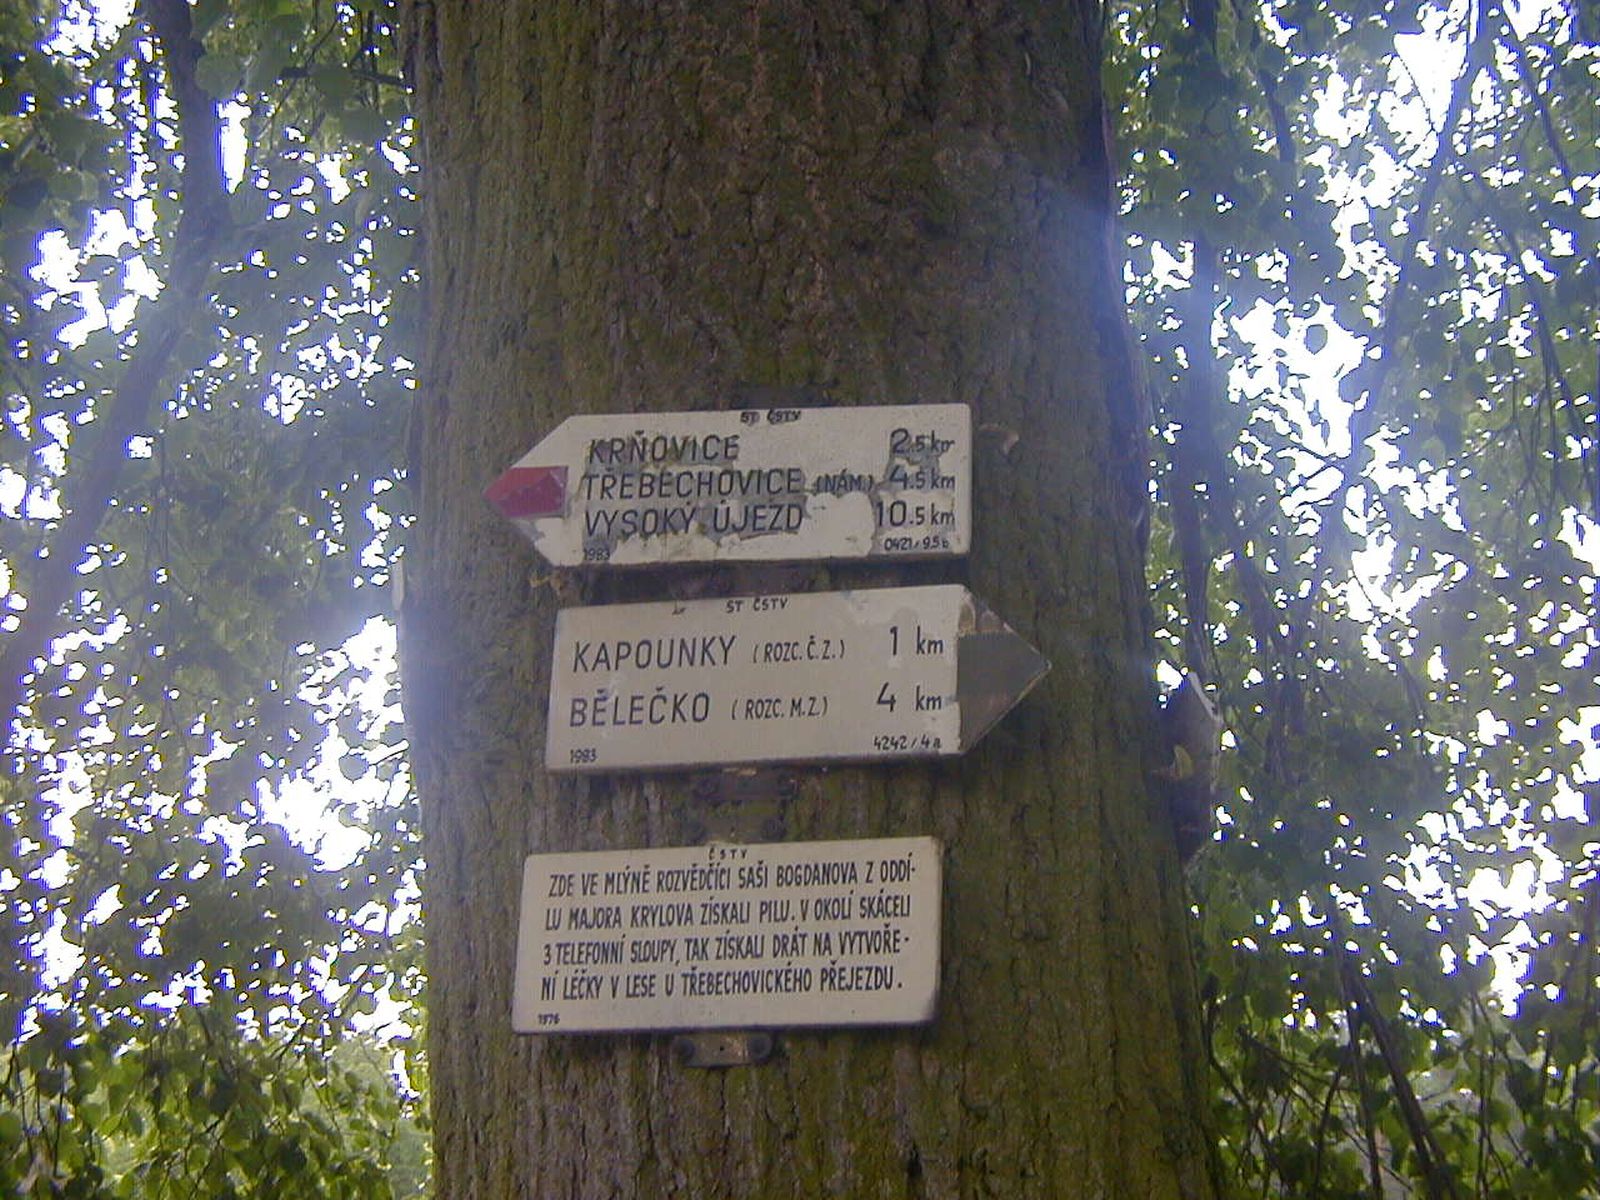 ST ČSTV
KRŇOVICE 2.5 km
TŘEBECHOVICE (NÁM.) 4.5 km
VYSOKÝ ÚJEZD 10.5 km
1983 0421/95b
ST ČSTV
KAPOUNKY (ROZC. Č.Z.) 1 km
BĚLEČKO (ROZC. M.Z.) 4 km
1983 4242/4a
ČSTV
ZDE VE MLÝNĚ ROZVĚDČÍCI SAŠI BOGDANOVA Z ODDÍ-
LU MAJORA KRYLOVA ZÍSKALI PILU. V OKOLÍ SKÁCELI
3 TELEFONNÍ SLOUPY, TAK ZÍSKALI DRÁT NA VYTVOŘE-
NÍ LÉČKY V LESE U TŘEBECHOVICKÉHO PŘEJEZDU.
1976